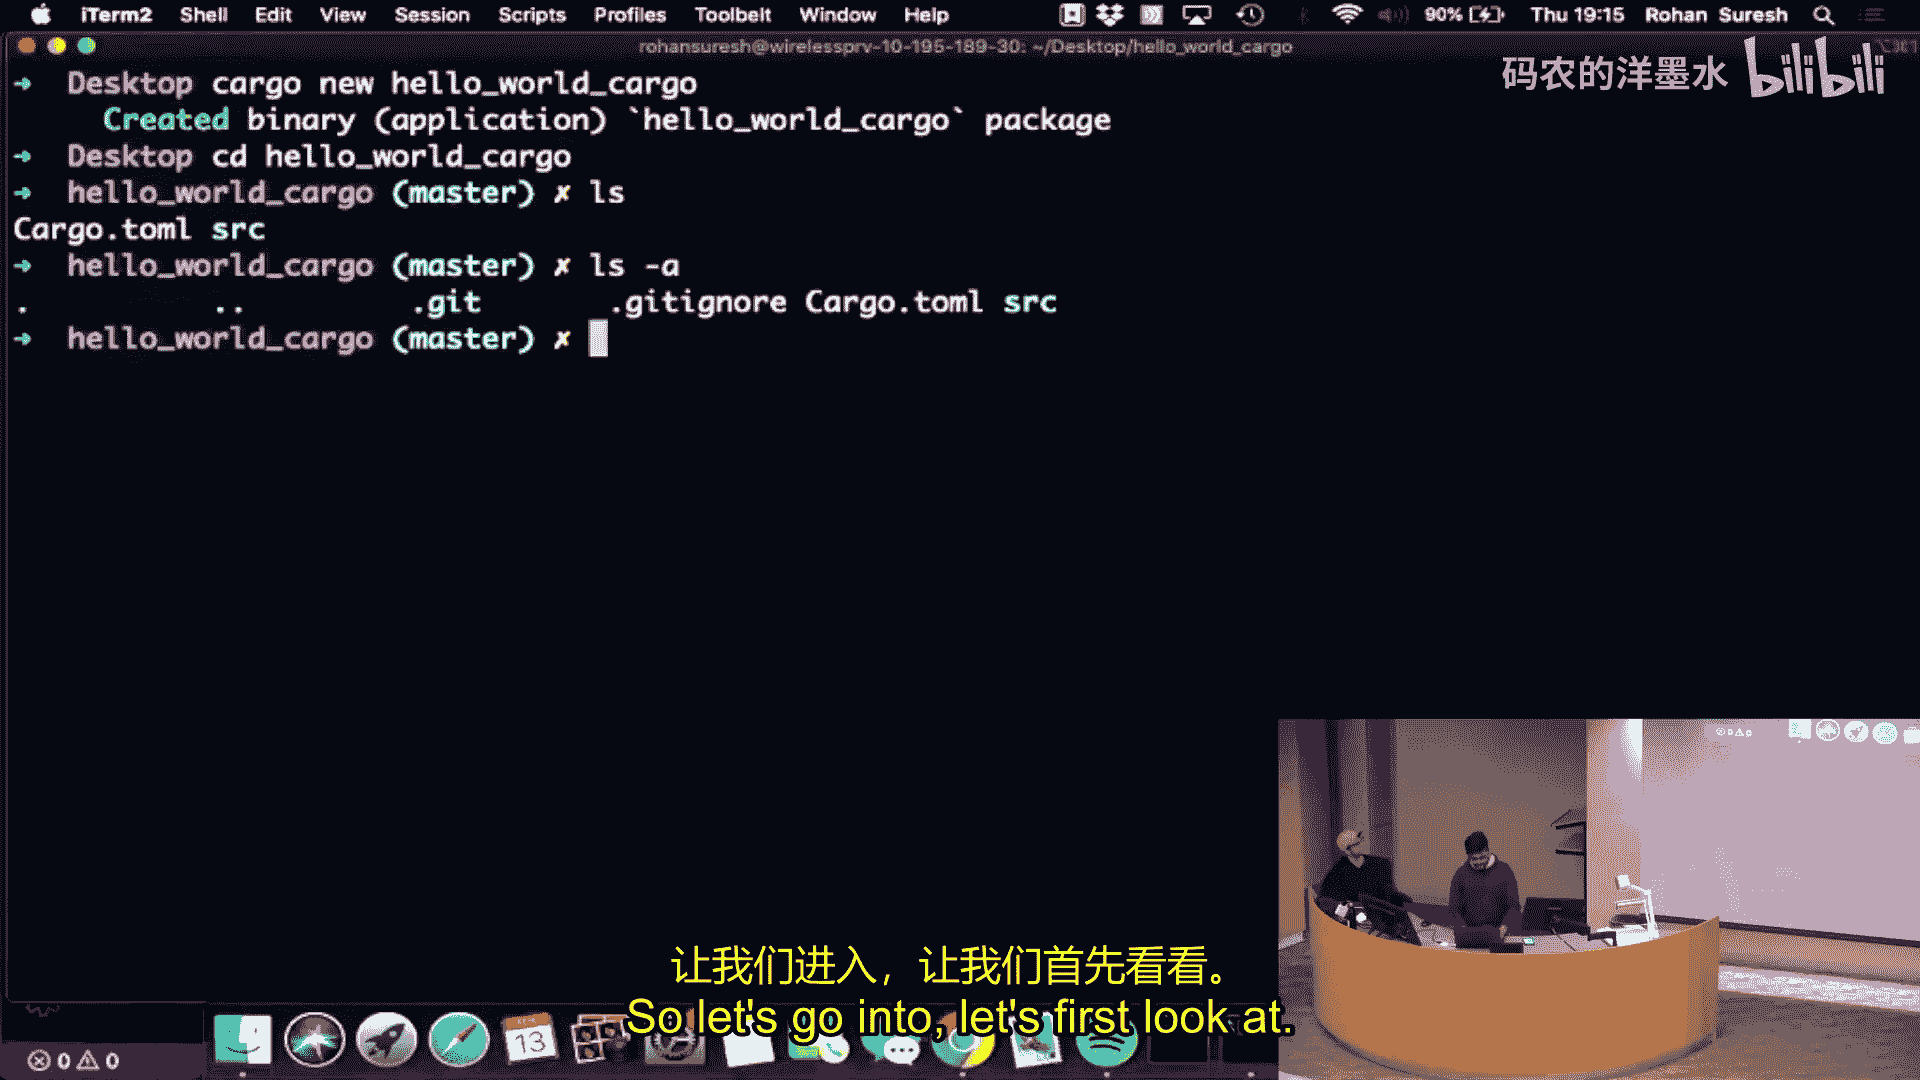 iTerm2 Shell Edit View Session Scripts Profiles Toolbelt Window Help 90% Thu 19:15 Rohan Suresh
rohansuresh@wirelessprv-10-195-189-30: ~/Desktop/hello_world_cargo
码农的洋墨水 bilibili
→ Desktop cargo new hello_world_cargo
Created binary (application) `hello_world_cargo` package
→ Desktop cd hello_world_cargo
→ hello_world_cargo (master) ✗ ls
Cargo.toml src
→ hello_world_cargo (master) ✗ ls -a
. .. .git .gitignore Cargo.toml src
→ hello_world_cargo (master) ✗
让我们进入，让我们首先看看。
So let's go into, let's first look at.
13
0 0